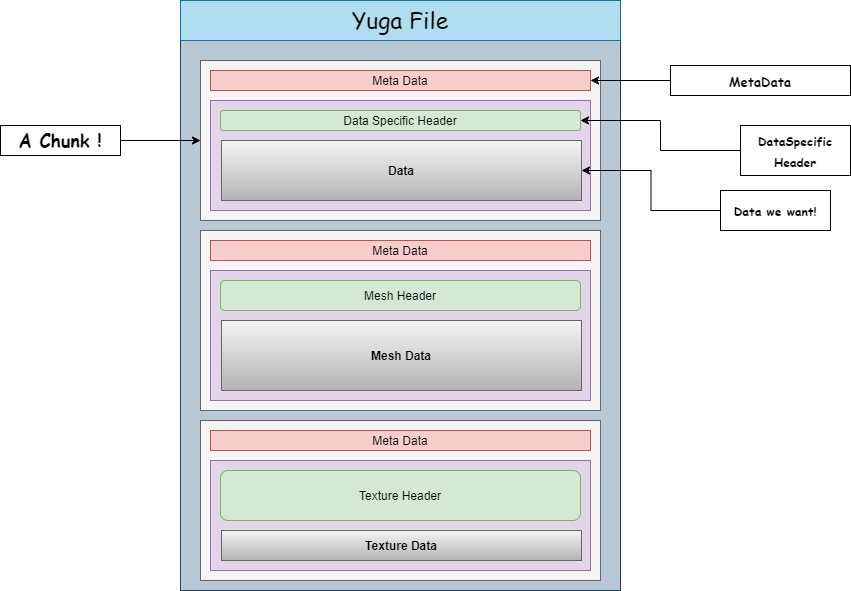 Yuga File
Meta Data
MetaData
Data Specific Header
A Chunk !
DataSpecific
Header
Data
Data we want!
Meta Data
Mesh Header
Mesh Data
Meta Data
Texture Header
Texture Data